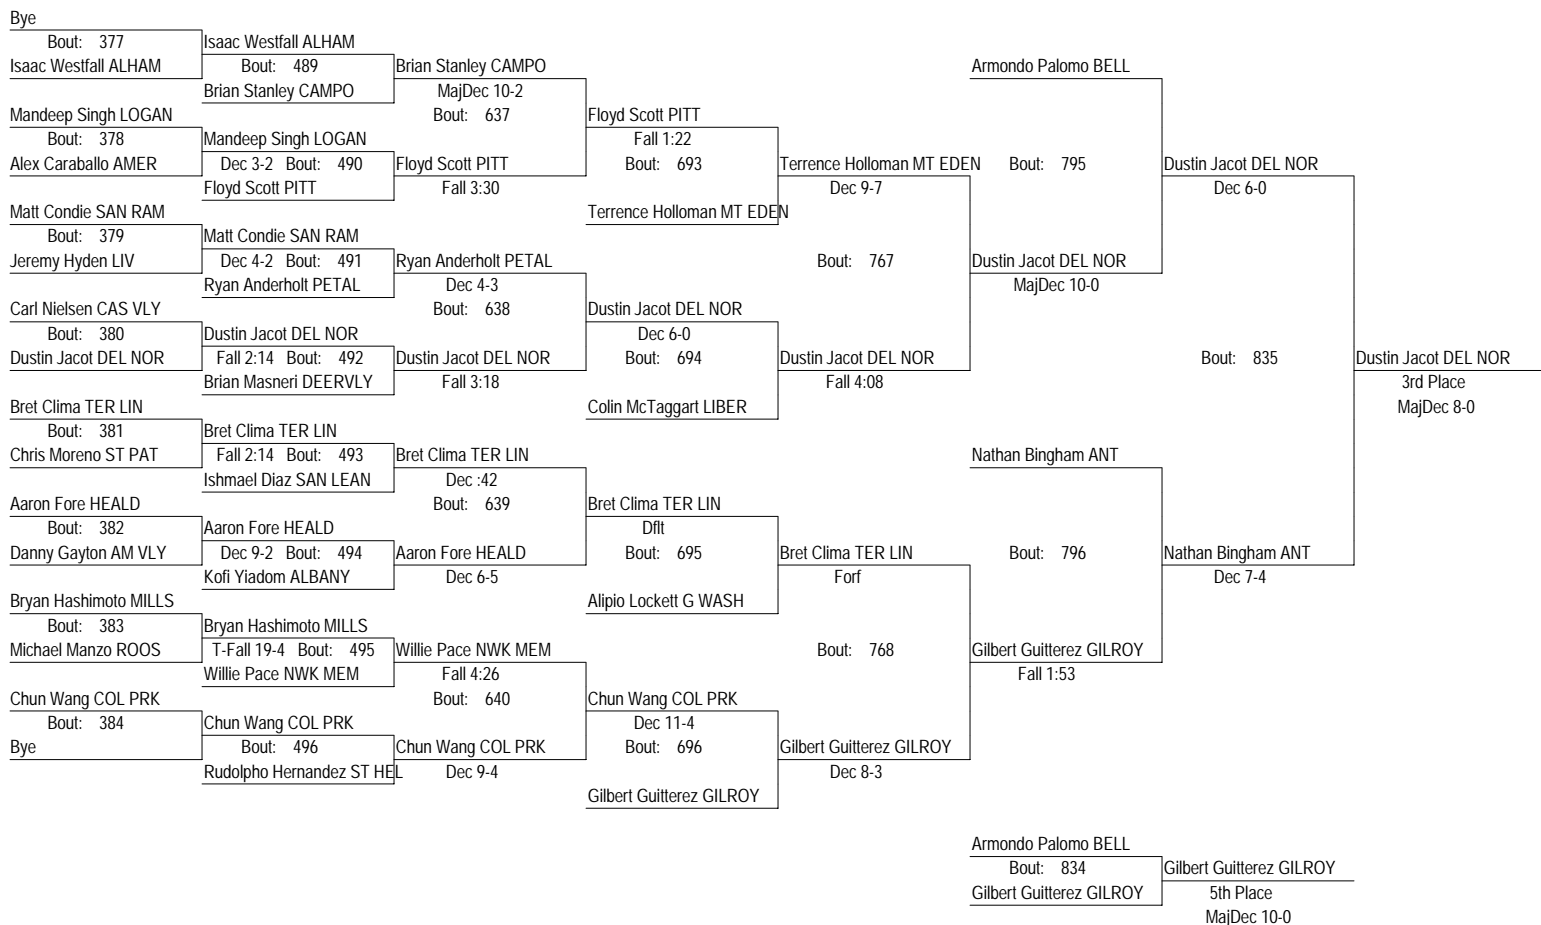 Bye
Bout: 377
Isaac Westfall ALHAM
Mandeep Singh LOGAN
Bout: 378
Alex Caraballo AMER
Matt Condie SAN RAM
Bout: 379
Jeremy Hyden LIV
Carl Nielsen CAS VLY
Bout: 380
Dustin Jacot DEL NOR
Bret Clima TER LIN
Bout: 381
Chris Moreno ST PAT
Aaron Fore HEALD
Bout: 382
Danny Gayton AM VLY
Bryan Hashimoto MILLS
Bout: 383
Michael Manzo ROOS
Chun Wang COL PRK
Bout: 384
Bye
Isaac Westfall ALHAM
Bout: 489
Brian Stanley CAMPO
Mandeep Singh LOGAN
Dec 3-2 Bout: 490
Floyd Scott PITT
Matt Condie SAN RAM
Dec 4-2 Bout: 491
Ryan Anderholt PETAL
Dustin Jacot DEL NOR
Fall 2:14 Bout: 492
Brian Masneri DEERVLY
Bret Clima TER LIN
Fall 2:14 Bout: 493
Ishmael Diaz SAN LEAN
Aaron Fore HEALD
Dec 9-2 Bout: 494
Kofi Yiadom ALBANY
Bryan Hashimoto MILLS
T-Fall 19-4 Bout: 495
Willie Pace NWK MEM
Chun Wang COL PRK
Bout: 496
Rudolpho Hernandez ST HEL
Brian Stanley CAMPO
MajDec 10-2
Bout: 637
Floyd Scott PITT
Fall 3:30
Ryan Anderholt PETAL
Dec 4-3
Bout: 638
Dustin Jacot DEL NOR
Fall 3:18
Bret Clima TER LIN
Dec :42
Bout: 639
Aaron Fore HEALD
Dec 6-5
Willie Pace NWK MEM
Fall 4:26
Bout: 640
Chun Wang COL PRK
Dec 9-4
Floyd Scott PITT
Fall 1:22
Bout: 693
Terrence Holloman MT EDEN
Dustin Jacot DEL NOR
Dec 6-0
Bout: 694
Colin McTaggart LIBER
Bret Clima TER LIN
Dflt
Bout: 695
Alipio Lockett G WASH
Chun Wang COL PRK
Dec 11-4
Bout: 696
Gilbert Guitterez GILROY
Terrence Holloman MT EDEN
Dec 9-7
Bout: 767
Dustin Jacot DEL NOR
Fall 4:08
Bret Clima TER LIN
Forf
Bout: 768
Gilbert Guitterez GILROY
Dec 8-3
Armondo Palomo BELL
Bout: 795
Dustin Jacot DEL NOR
MajDec 10-0
Nathan Bingham ANT
Bout: 796
Gilbert Guitterez GILROY
Fall 1:53
Dustin Jacot DEL NOR
Dec 6-0
Bout: 835
Nathan Bingham ANT
Dec 7-4
Dustin Jacot DEL NOR
3rd Place
MajDec 8-0
Armondo Palomo BELL
Bout: 834
Gilbert Guitterez GILROY
Gilbert Guitterez GILROY
5th Place
MajDec 10-0